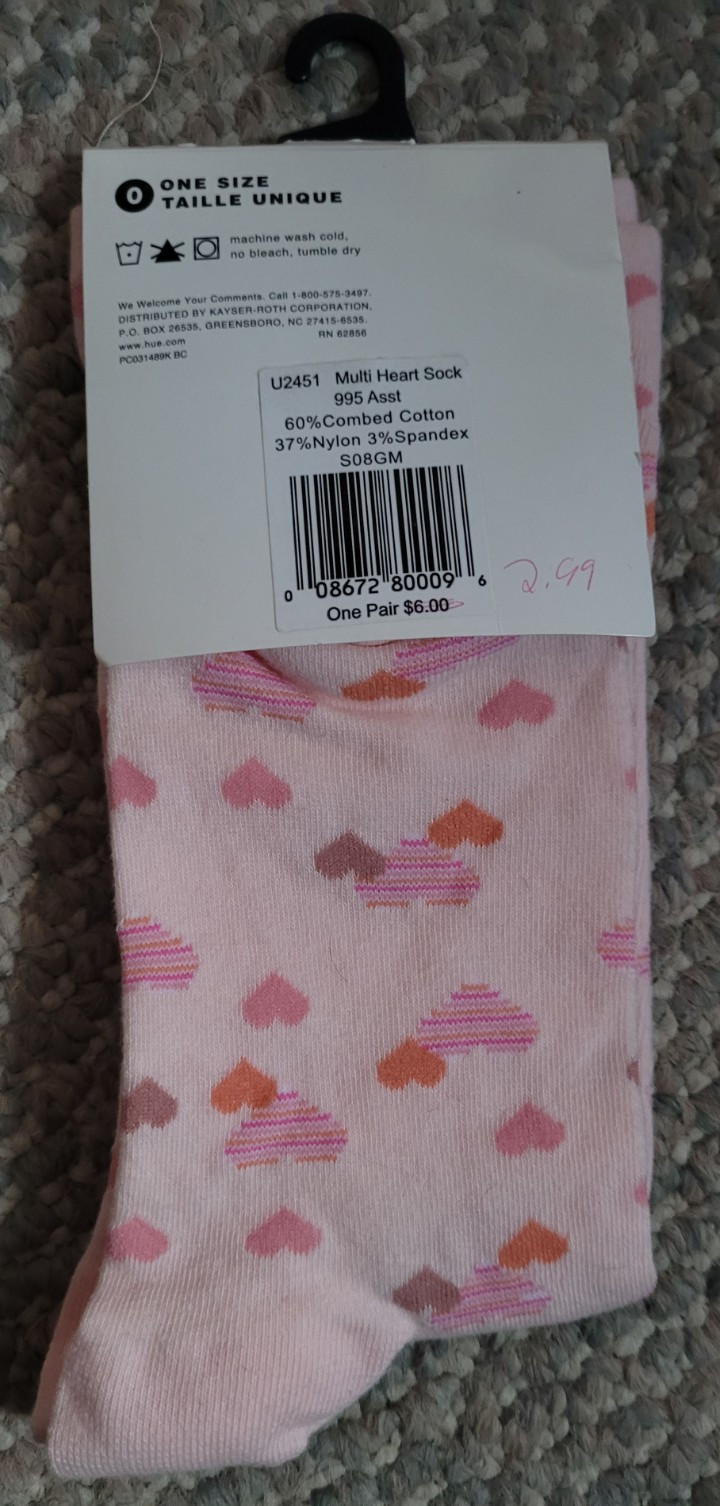 0 ONE SIZE
TAILLE UNIQUE
machine wash cold,
no bleach, tumble dry
We Welcome Your Comments. Call 1-800-575-3497.
DISTRIBUTED BY KAYSER-ROTH CORPORATION,
P.O. BOX 26535, GREENSBORO, NC 27415-6535.
www.hue.com RN 62856
PC031489K BC
U2451 Multi Heart Sock
995 Asst
60%Combed Cotton
37%Nylon 3%Spandex
S08GM
0 08672 80009 6
One Pair $6.00
2.99